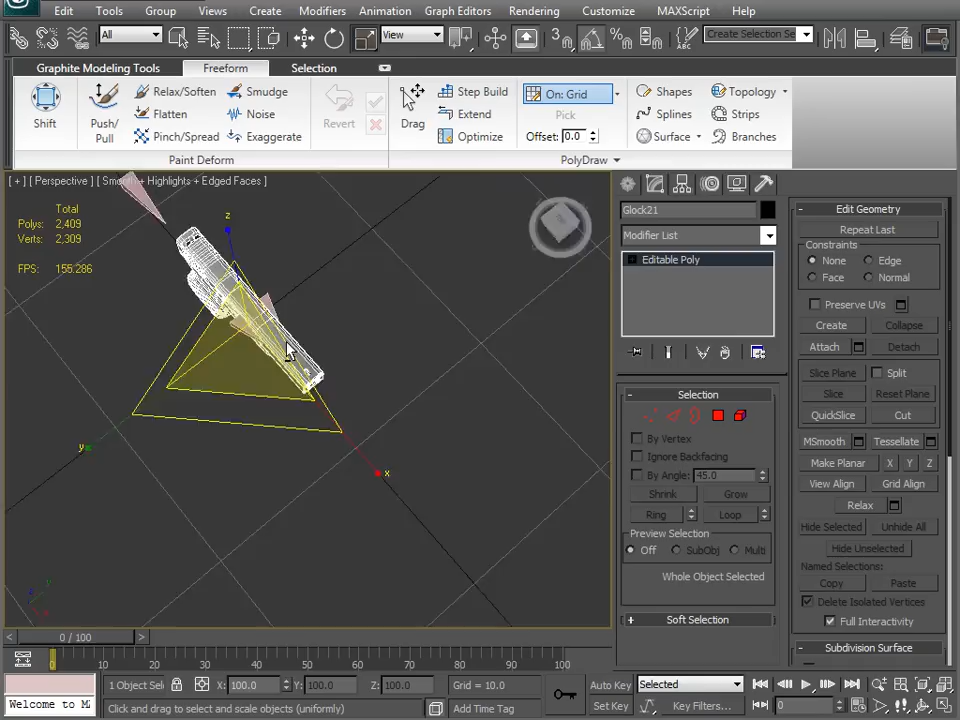 Edit Tools Group Views Create Modifiers Animation Graph Editors Rendering Customize MAXScript Help
All View Create Selection Se
Graphite Modeling Tools Freeform Selection
Shift Push/Pull Relax/Soften Smudge Revert Drag Step Build On: Grid Shapes Topology
Flatten Noise Extend Pick Splines Strips
Pinch/Spread Exaggerate Optimize Offset: 0.0 Surface Branches
Paint Deform PolyDraw
[ + ] [ Perspective ] [ Smooth + Highlights + Edged Faces ]
Total
Polys: 2,409
Verts: 2,309
FPS: 155.286
z
y
x
Glock21
Modifier List
Editable Poly
Selection
By Vertex
Ignore Backfacing
By Angle: 45.0
Shrink Grow
Ring Loop
Preview Selection
Off SubObj Multi
Whole Object Selected
Soft Selection
Edit Geometry
Repeat Last
Constraints
None Edge
Face Normal
Preserve UVs
Create Collapse
Attach Detach
Slice Plane Split
Slice Reset Plane
QuickSlice Cut
MSmooth Tessellate
Make Planar X Y Z
View Align Grid Align
Relax
Hide Selected Unhide All
Hide Unselected
Named Selections:
Copy Paste
Delete Isolated Vertices
Full Interactivity
Subdivision Surface
0 / 100
0 10 20 30 40 50 60 70 80 90 100
1 Object Sel X: 100.0 Y: 100.0 Z: 100.0 Grid = 10.0 Auto Key Selected
Welcome to M Click and drag to select and scale objects (uniformly) Add Time Tag Set Key Key Filters... 0